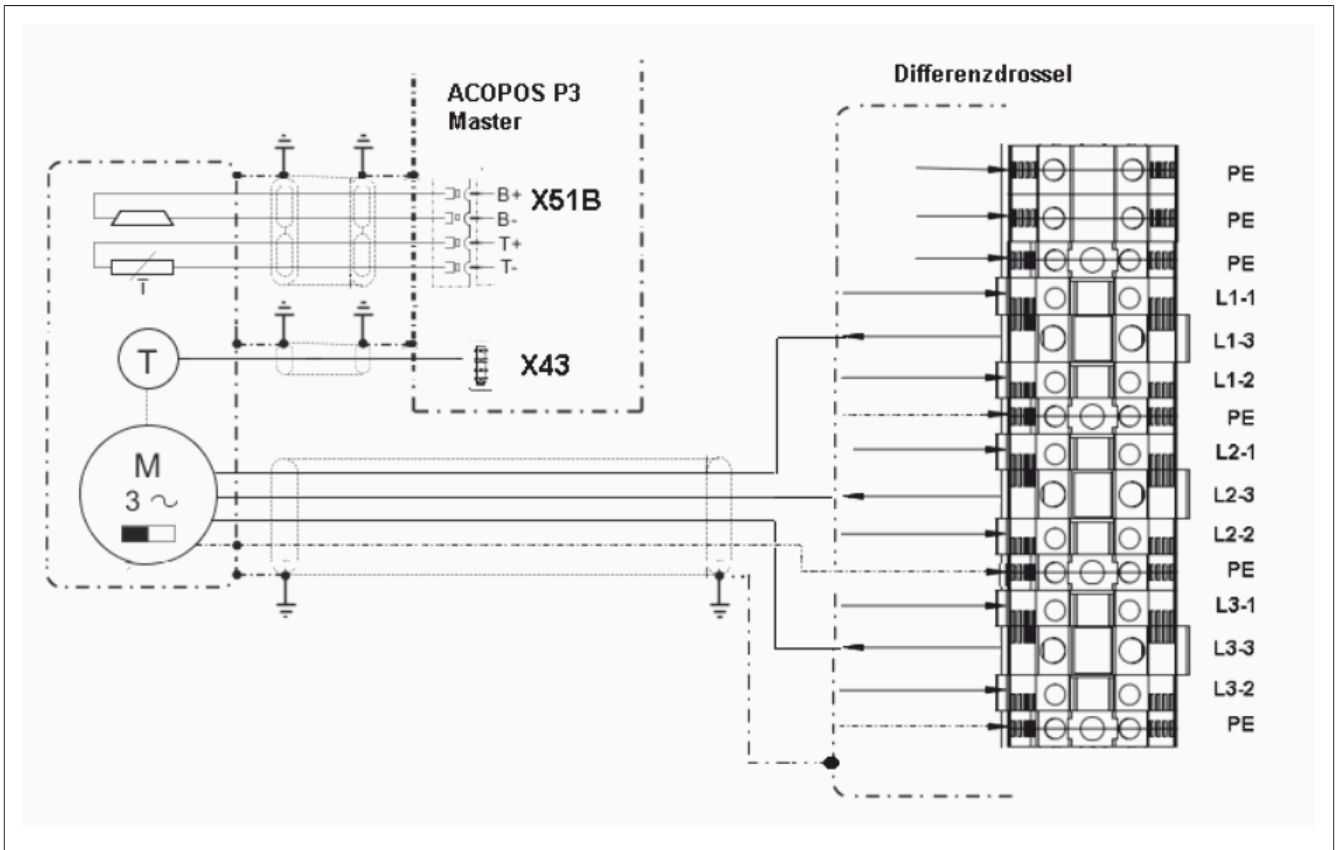 Differenzdrossel
ACOPOS P3
Master
B+
X51B
B-
T+
T-
T
T
X43
M
3 ~
PE
PE
PE
L1-1
L1-3
L1-2
PE
L2-1
L2-3
L2-2
PE
L3-1
L3-3
L3-2
PE